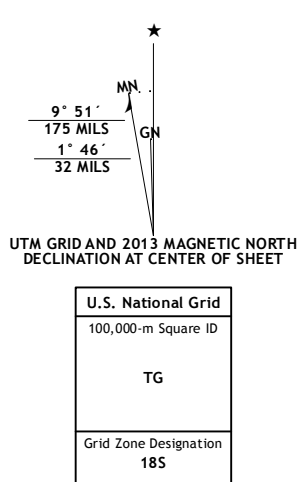 ★
MN
GN
9° 51´
175 MILS
1° 46´
32 MILS
UTM GRID AND 2013 MAGNETIC NORTH
DECLINATION AT CENTER OF SHEET
U.S. National Grid
100,000-m Square ID
TG
Grid Zone Designation
18S